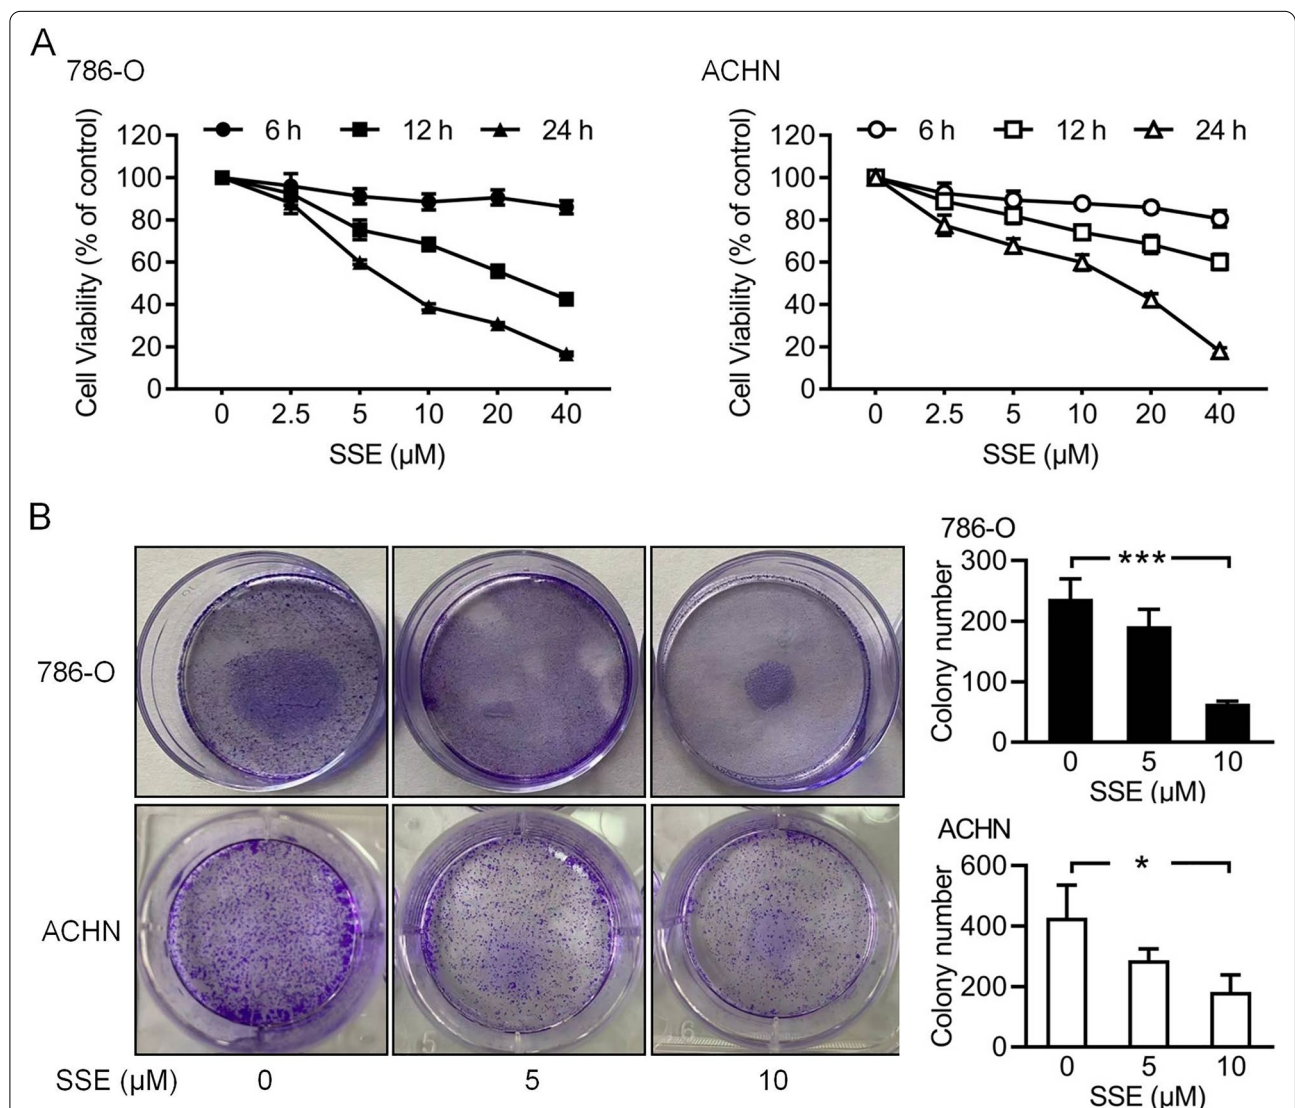 A
786-O
ACHN
6 h 12 h 24 h
6 h 12 h 24 h
Cell Viability (% of control)
120
100
80
60
40
20
0
0 2.5 5 10 20 40
SSE (µM)
Cell Viability (% of control)
120
100
80
60
40
20
0
0 2.5 5 10 20 40
SSE (µM)
B
786-O
ACHN
5
6
SSE (µM) 0 5 10
786-O
***
Colony number
300
200
100
0
0 5 10
SSE (µM)
ACHN
*
Colony number
600
400
200
0
0 5 10
SSE (µM)